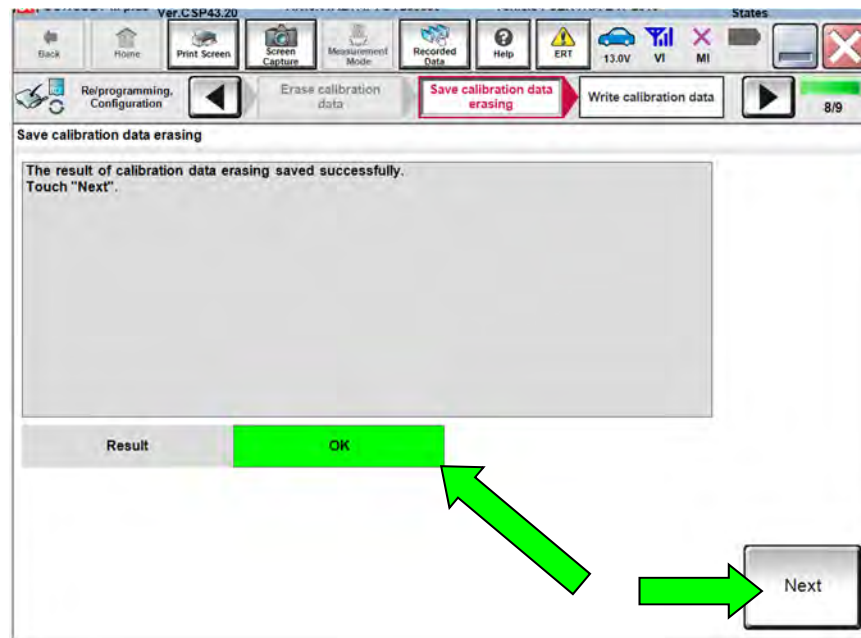 Ver.CSP43.20
States
Back
Home
Print Screen
Screen
Capture
Measurement
Mode
Recorded
Data
Help
ERT
13.0V
VI
MI
Re/programming,
Configuration
Erase calibration
data
Save calibration data
erasing
Write calibration data
8/9
Save calibration data erasing
The result of calibration data erasing saved successfully.
Touch "Next".
Result
OK
Next